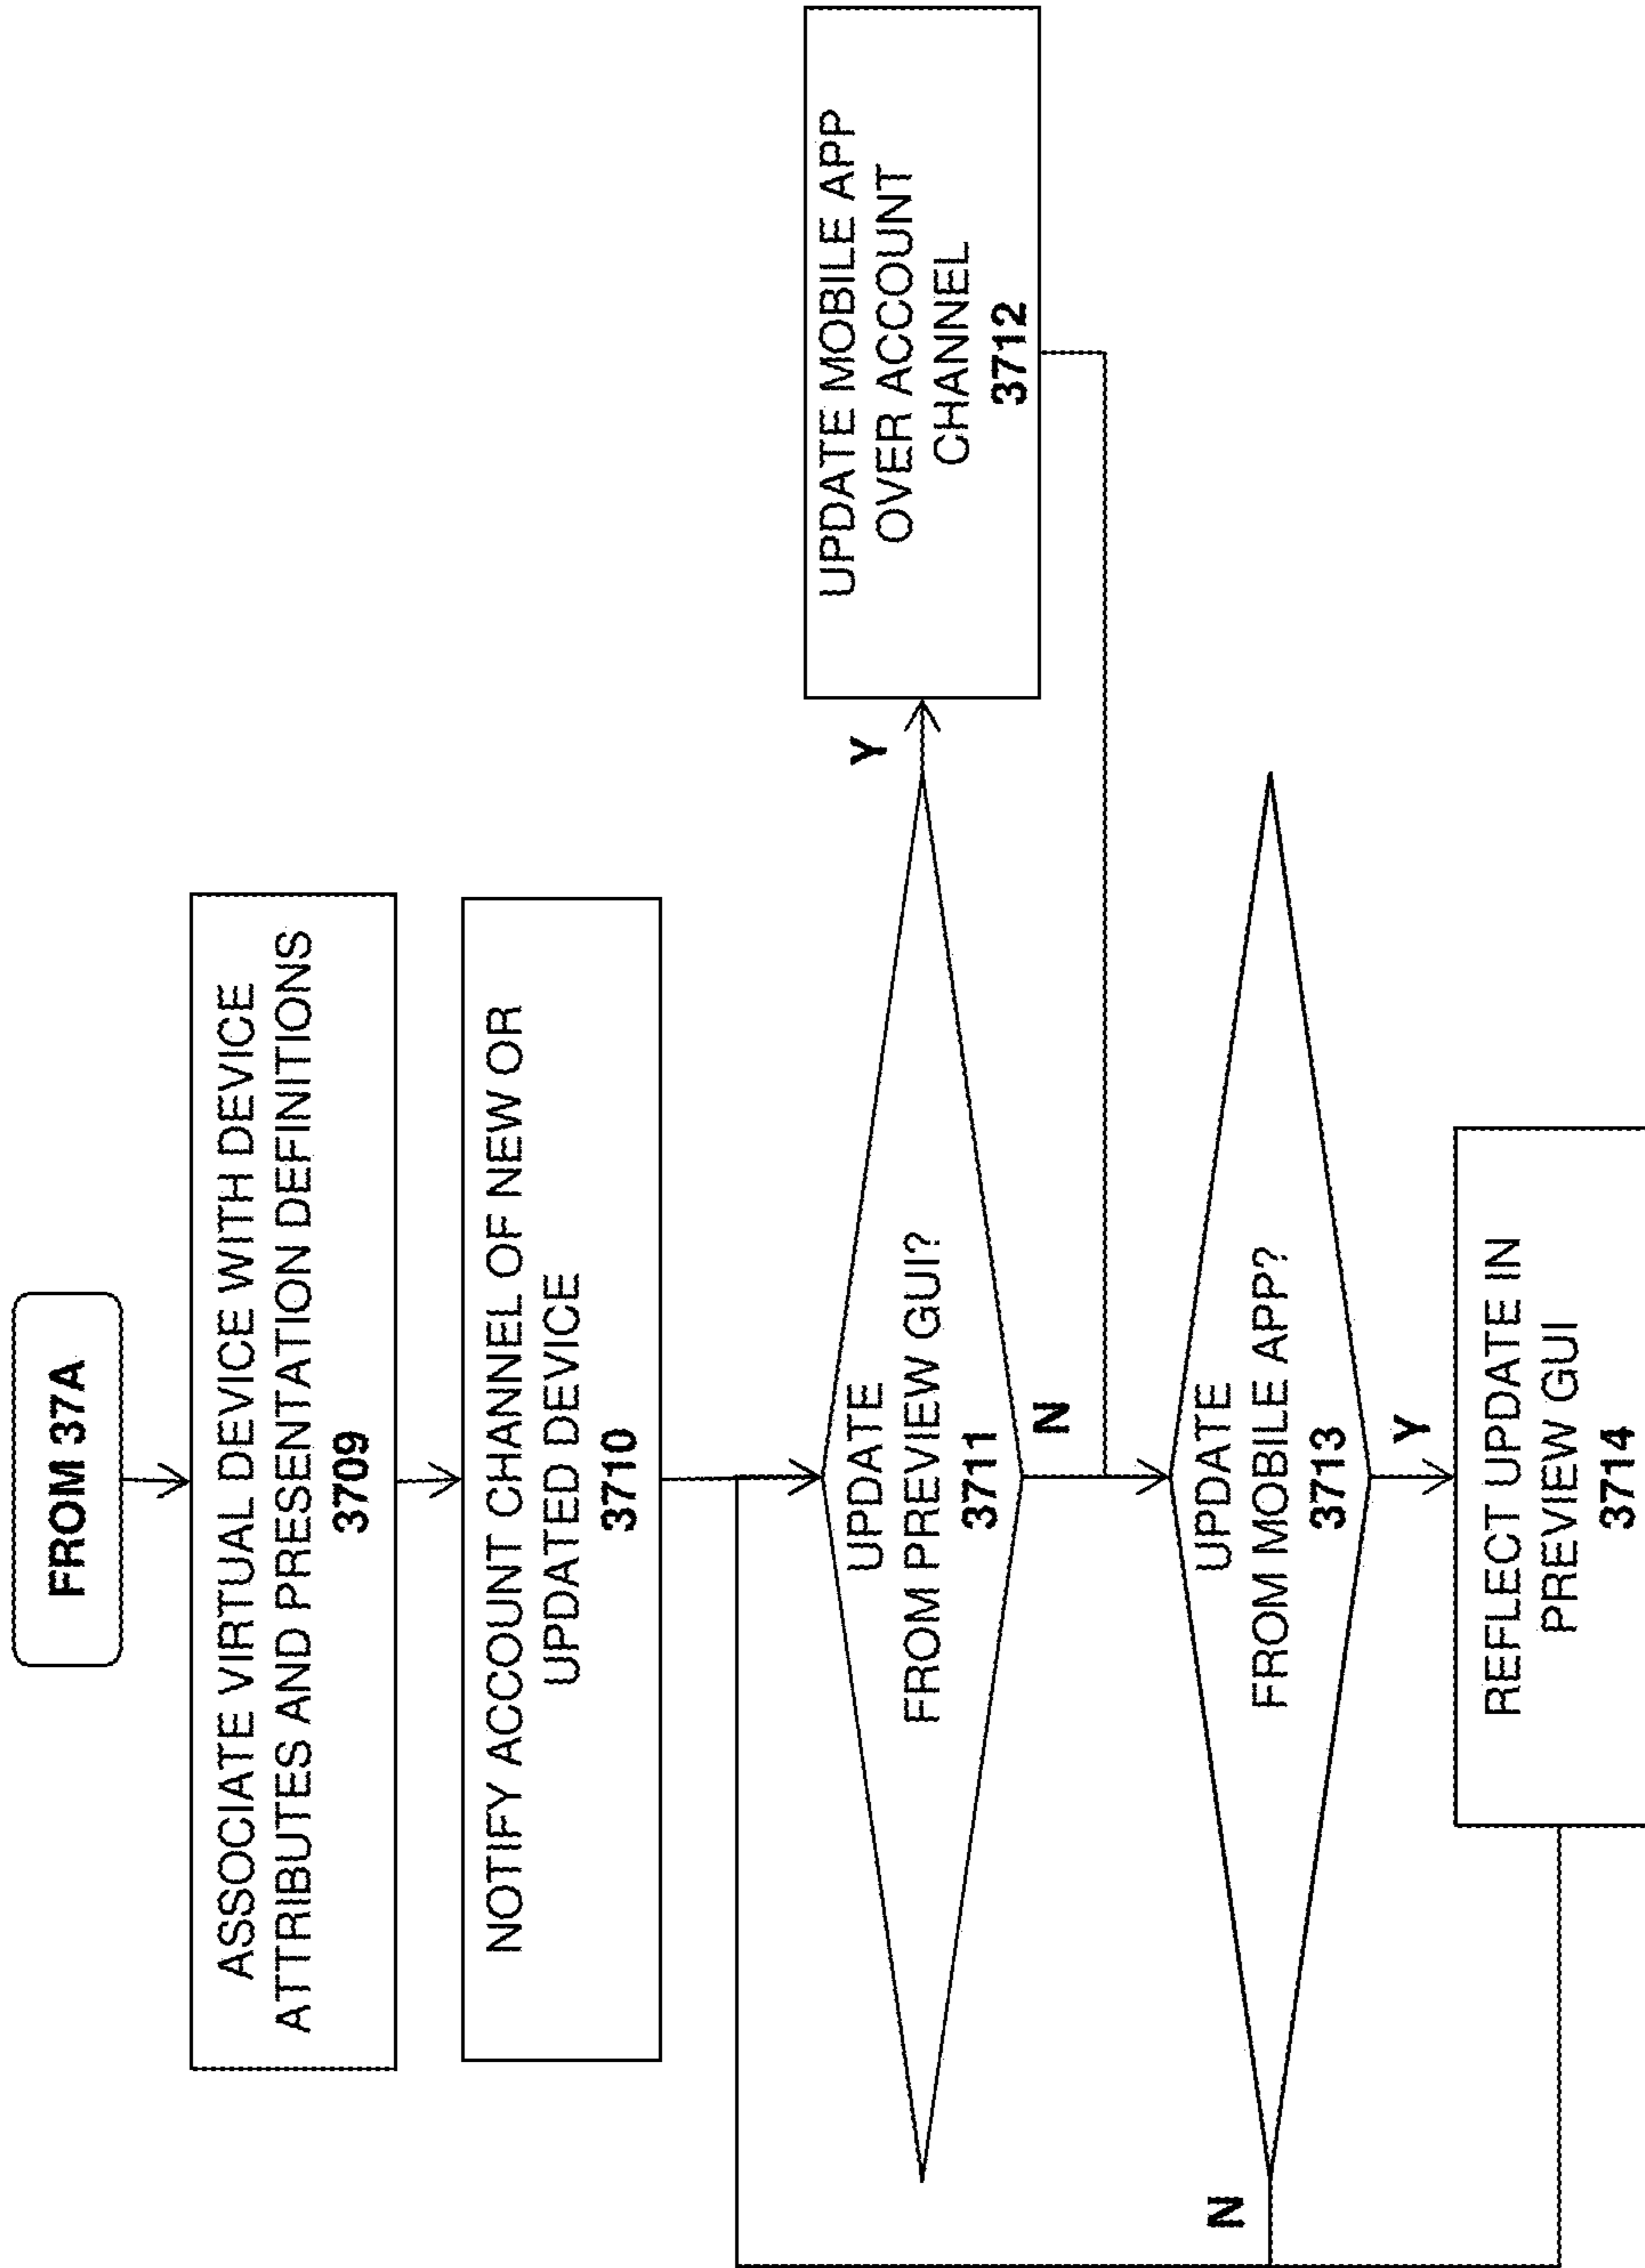 FROM 37A
ASSOCIATE VIRTUAL DEVICE WITH DEVICE
ATTRIBUTES AND PRESENTATION DEFINITIONS
3709
NOTIFY ACCOUNT CHANNEL OF NEW OR
UPDATED DEVICE
3710
UPDATE
FROM PREVIEW GUI?
3711
Y
UPDATE MOBILE APP
OVER ACCOUNT
CHANNEL
3712
N
UPDATE
FROM MOBILE APP?
3713
N
Y
REFLECT UPDATE IN
PREVIEW GUI
3714